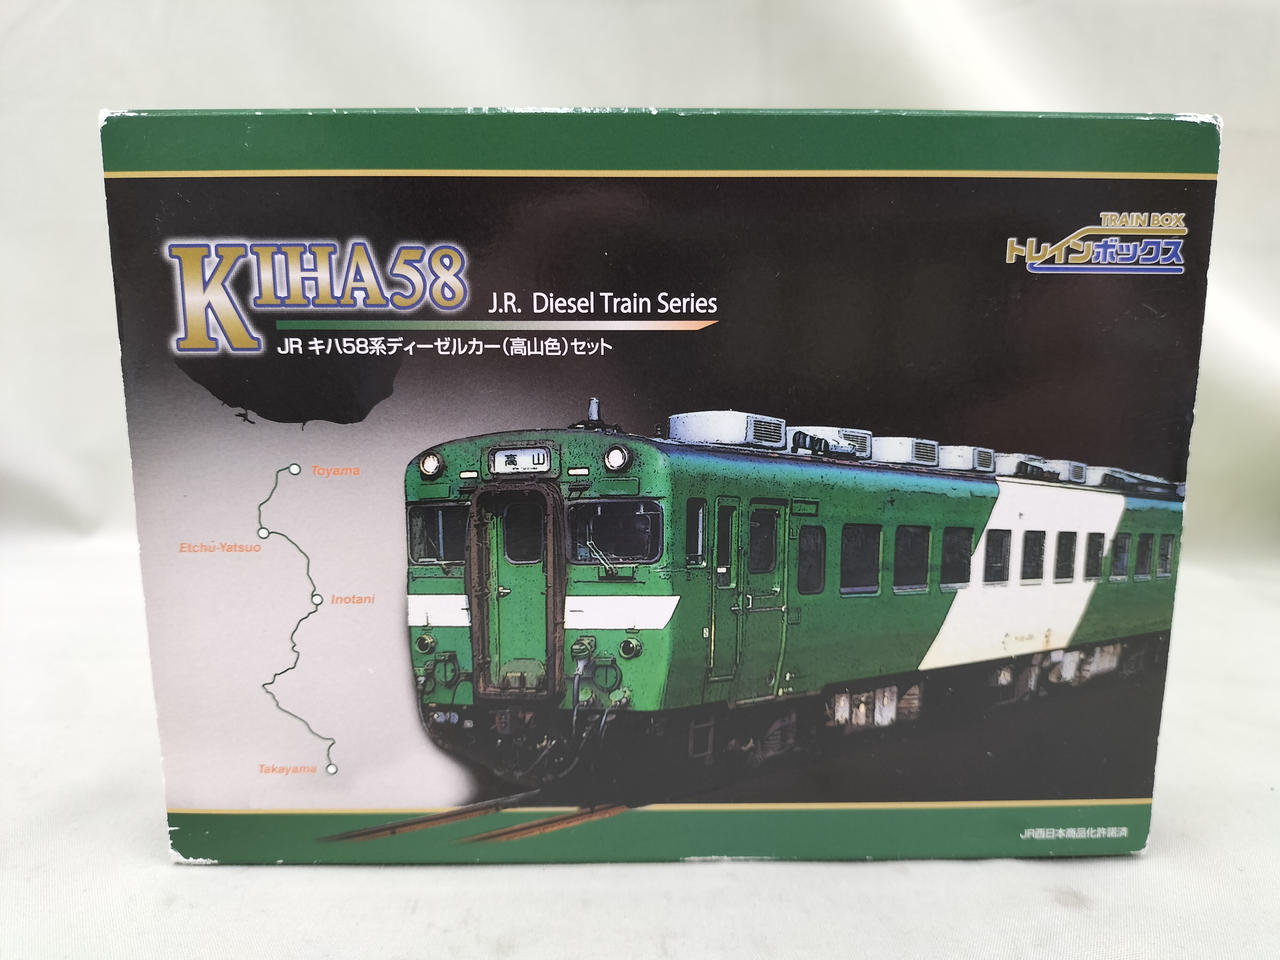 TRAIN BOX
トレインボックス
KIHA58
J.R. Diesel Train Series
JR キハ58系ディーゼルカー(高山色)セット
高山
Toyama
Etchu-Yatsuo
Inotani
Takayama
JR西日本商品化許諾済